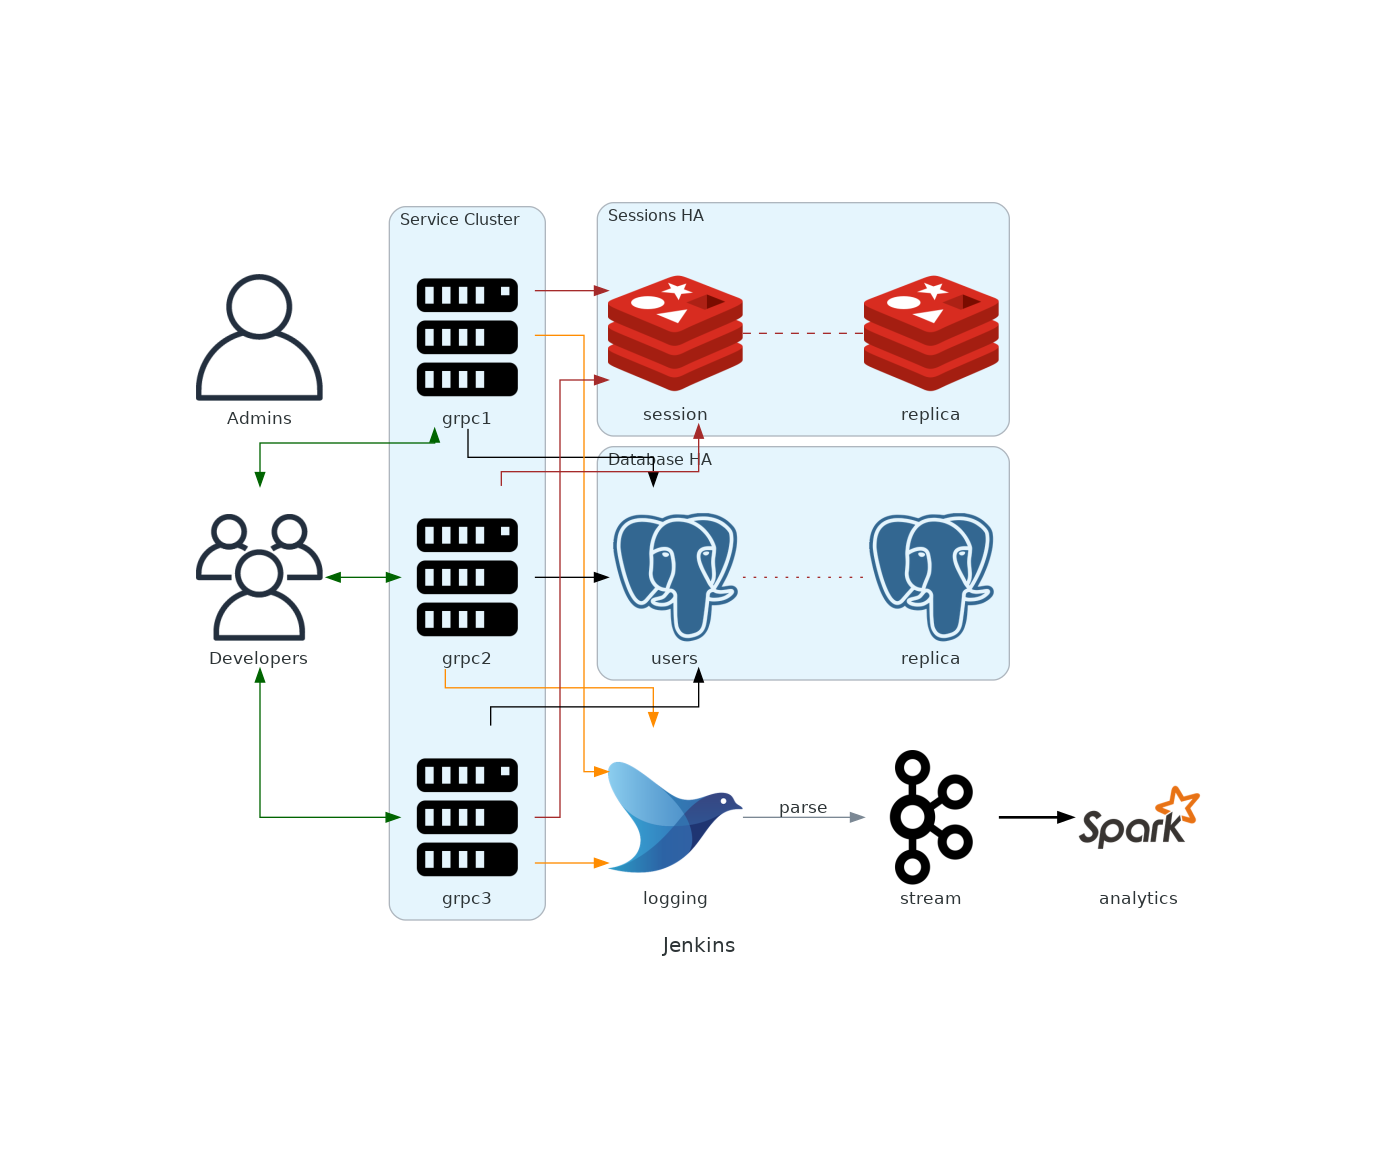 Service Cluster
Sessions HA
Admins
grpc1
session
replica
Database HA
Developers
grpc2
users
replica
parse
Spark
grpc3
logging
stream
analytics
Jenkins